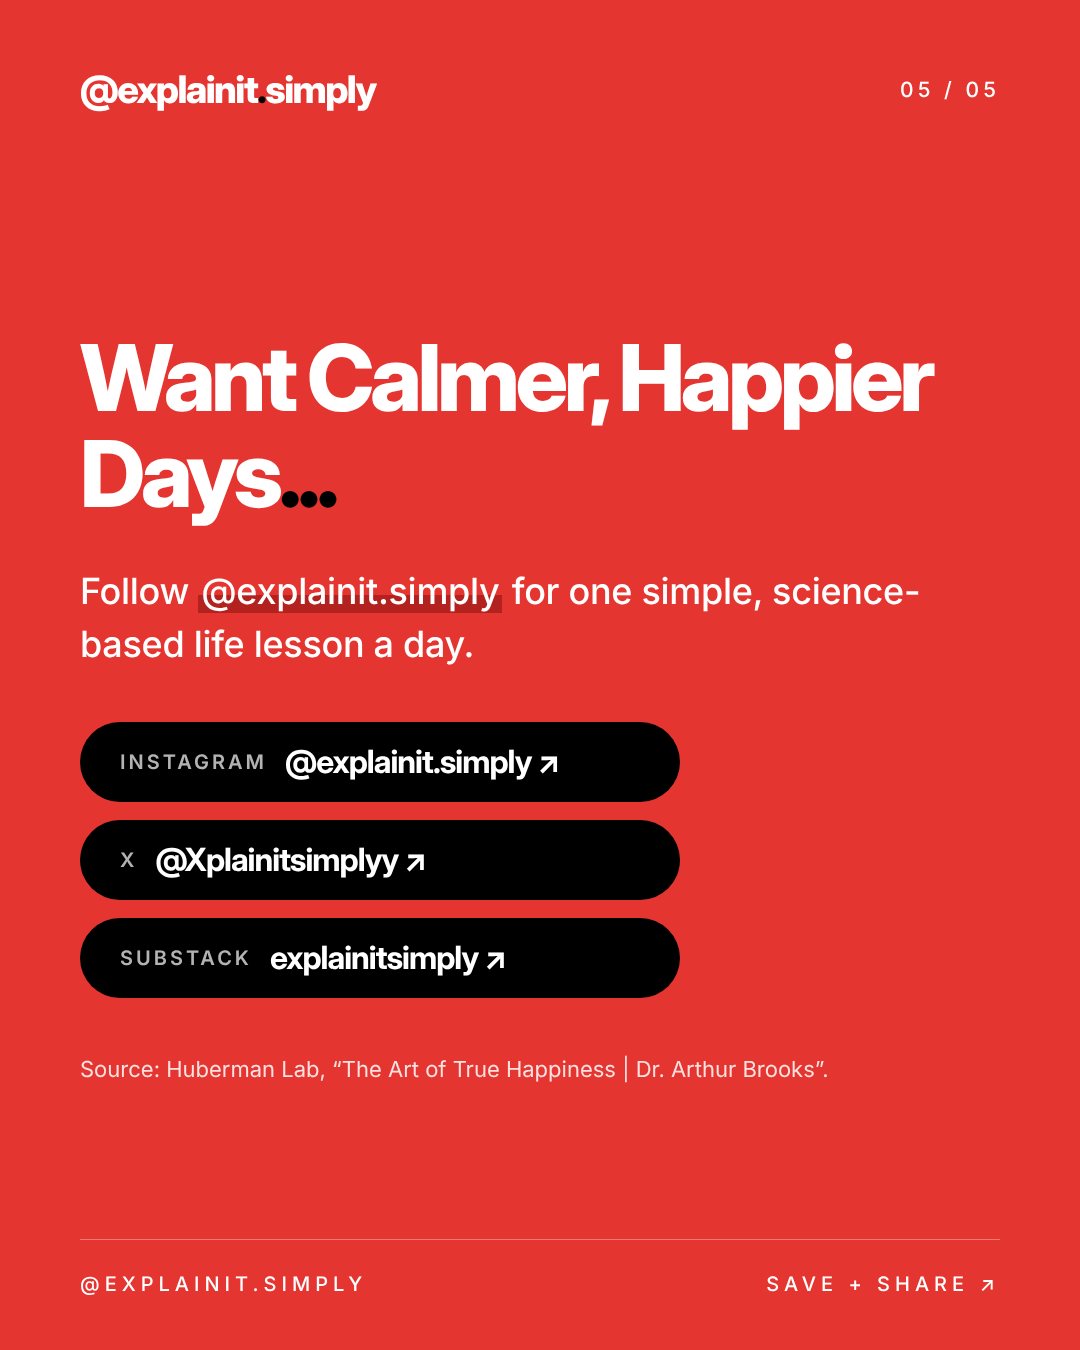 @explainit.simply
05 / 05
Want Calmer, Happier
Days...
Follow @explainit.simply for one simple, science-
based life lesson a day.
INSTAGRAM @explainit.simply ↗
X @Xplainitsimplyy ↗
SUBSTACK explainitsimply ↗
Source: Huberman Lab, “The Art of True Happiness | Dr. Arthur Brooks”.
@EXPLAINIT.SIMPLY
SAVE + SHARE ↗